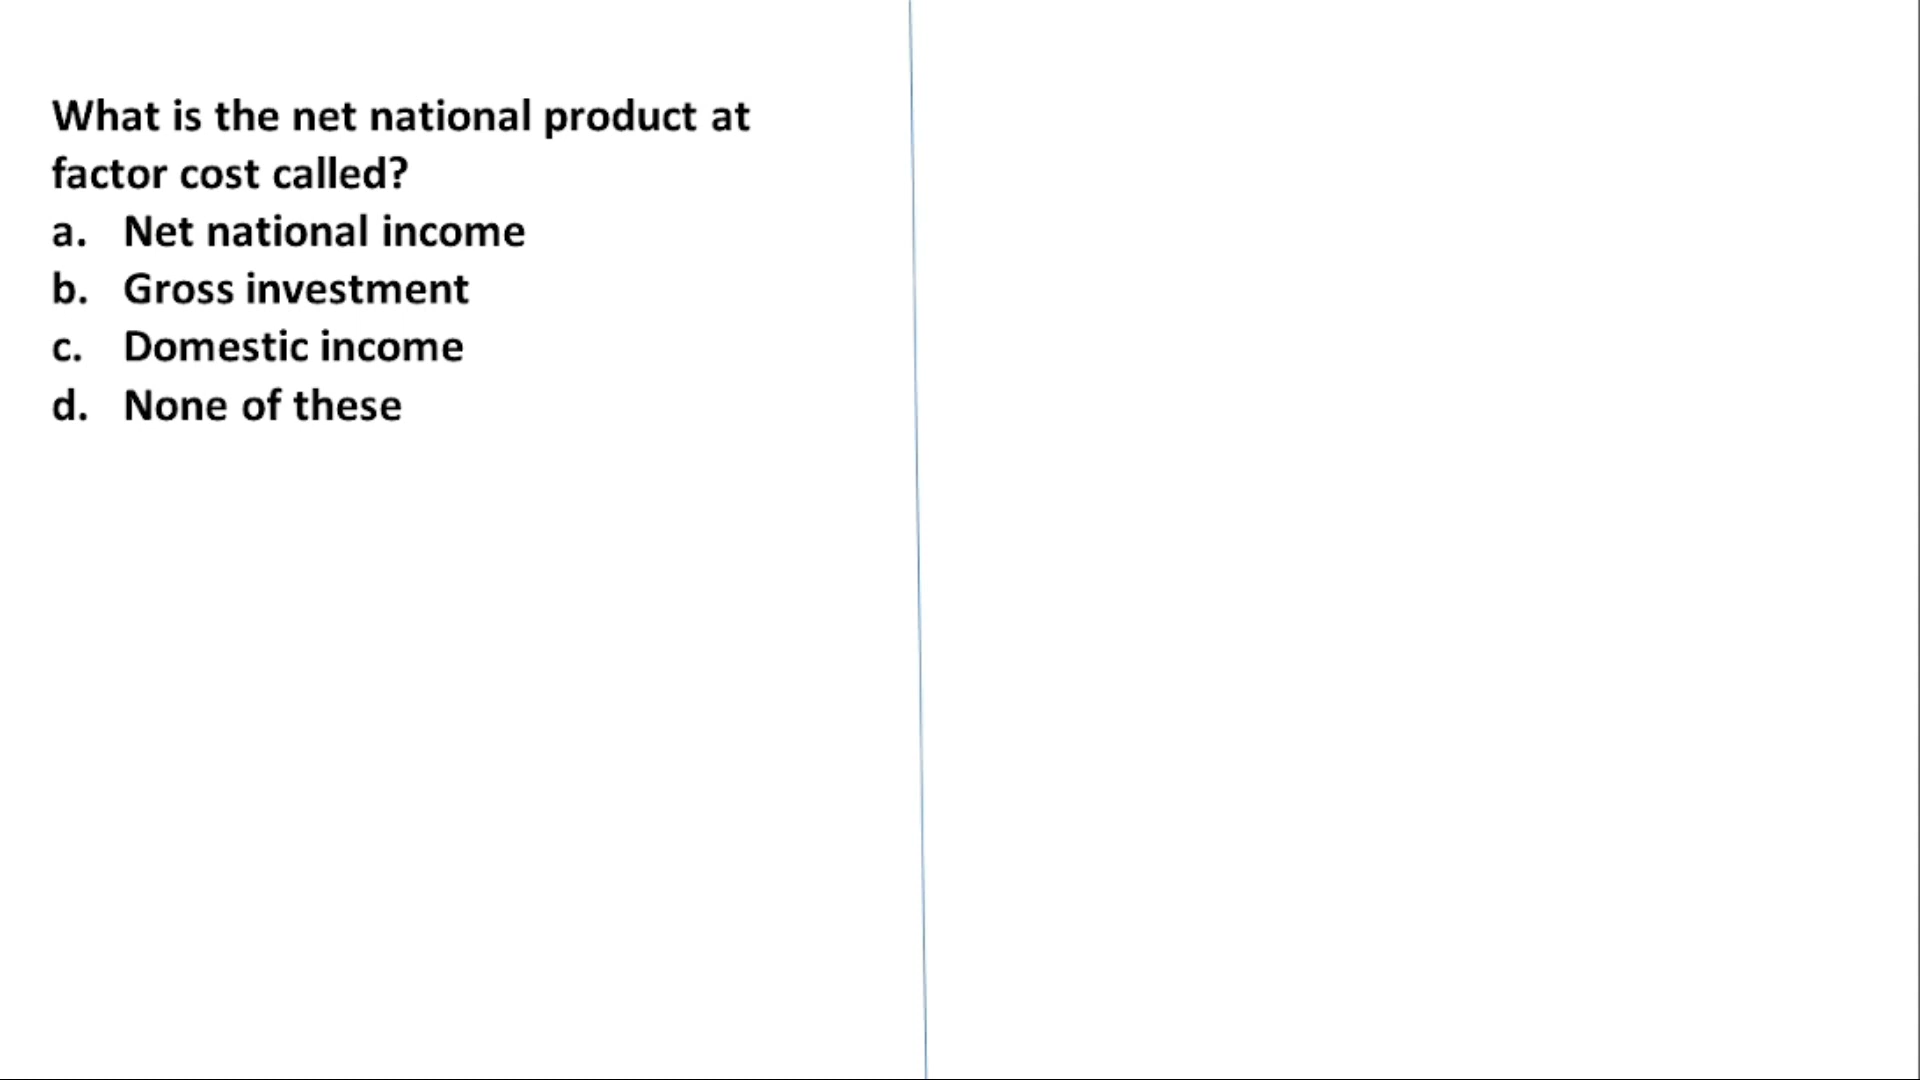 What is the net national product at
factor cost called?
a. Net national income
b. Gross investment
c. Domestic income
d. None of these